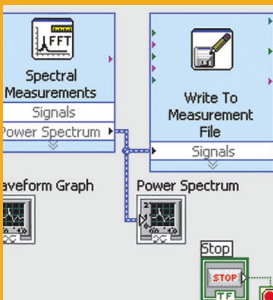 FFT
Spectral
Measurements
Signals
Power Spectrum
Write To
Measurement
File
Signals
aveform Graph
Power Spectrum
Stop
STOP
TF